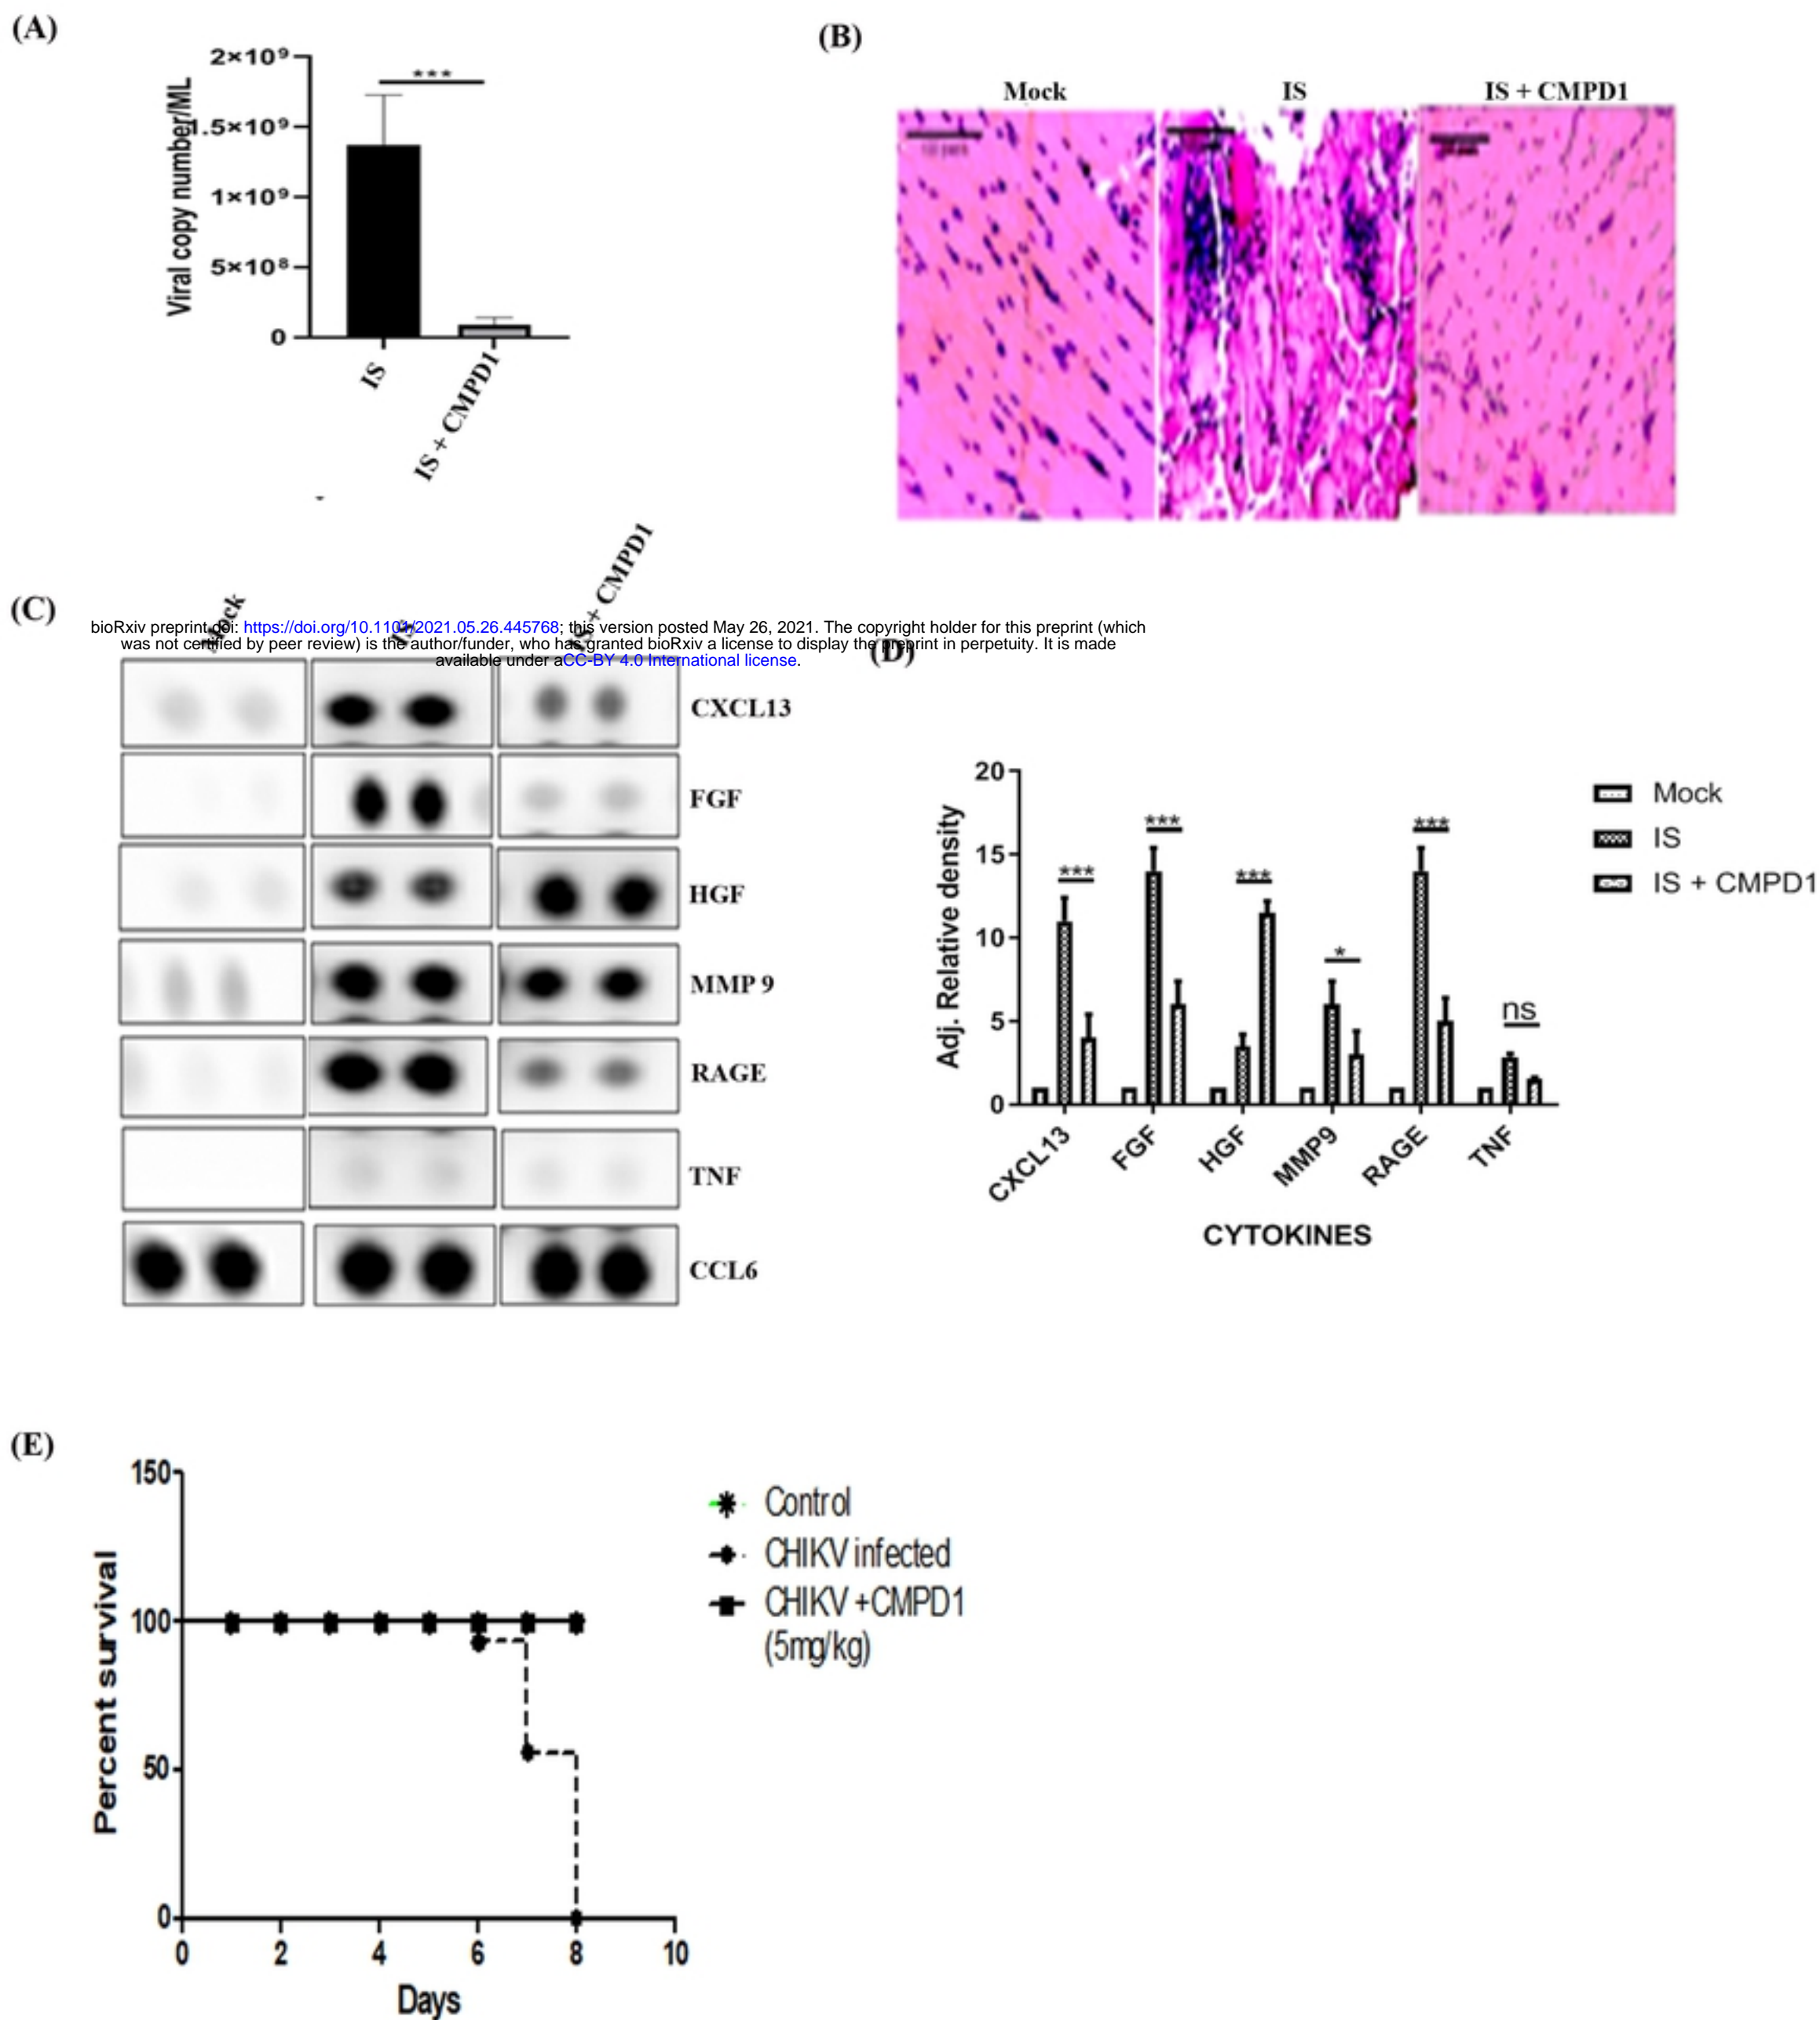 (A)
2×10⁹
1.5×10⁹
1×10⁹
5×10⁸
0
Viral copy number/ML
***
IS
IS + CMPD1
(B)
Mock
IS
IS + CMPD1
(C)
Mock
IS
IS + CMPD1
bioRxiv preprint doi: https://doi.org/10.1101/2021.05.26.445768; this version posted May 26, 2021. The copyright holder for this preprint (which
was not certified by peer review) is the author/funder, who has granted bioRxiv a license to display the preprint in perpetuity. It is made
available under aCC-BY 4.0 International license.
CXCL13
FGF
HGF
MMP 9
RAGE
TNF
CCL6
(D)
20
15
10
5
0
Adj. Relative density
***
***
***
*
***
ns
CXCL13
FGF
HGF
MMP9
RAGE
TNF
CYTOKINES
Mock
IS
IS + CMPD1
(E)
150
100
50
0
Percent survival
0
2
4
6
8
10
Days
Control
CHIKV infected
CHIKV +CMPD1
(5mg/kg)